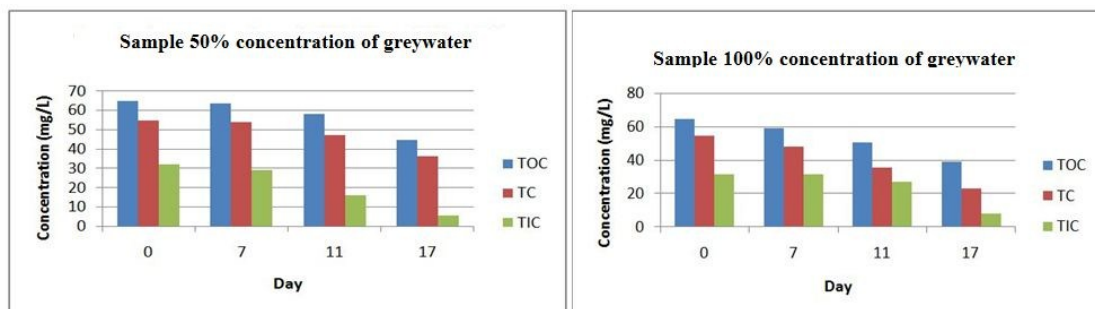 Sample 50% concentration of greywater
Concentration (mg/L)
70
60
50
40
30
20
10
0
0 7 11 17
Day
TOC
TC
TIC
Sample 100% concentration of greywater
Concentration (mg/L)
80
60
40
20
0
0 7 11 17
Day
TOC
TC
TIC